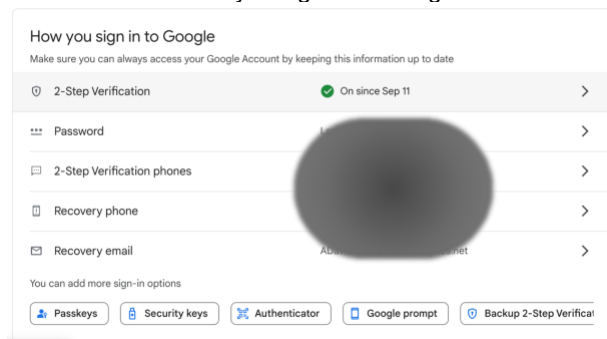 How you sign in to Google
Make sure you can always access your Google Account by keeping this information up to date
2-Step Verification On since Sep 11
Password
2-Step Verification phones
Recovery phone
Recovery email
You can add more sign-in options
Passkeys Security keys Authenticator Google prompt Backup 2-Step Verificat